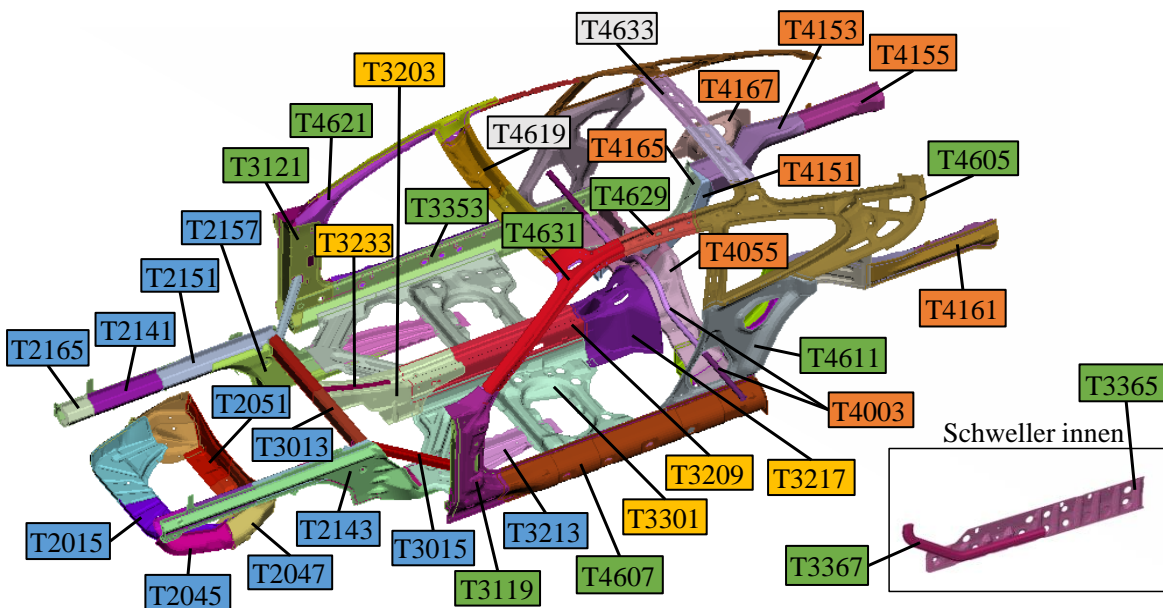 T4633
T4153
T3203
T4155
T4167
T4621
T4619
T4165
T4605
T3121
T4151
T3353
T4629
T2157
T3233
T4631
T4055
T2151
T2141
T4161
T2165
T4611
T2051
T3365
T3013
T4003
Schweller innen
T3209
T3217
T2015
T2143
T3213
T3301
T3015
T2047
T3367
T2045
T3119
T4607